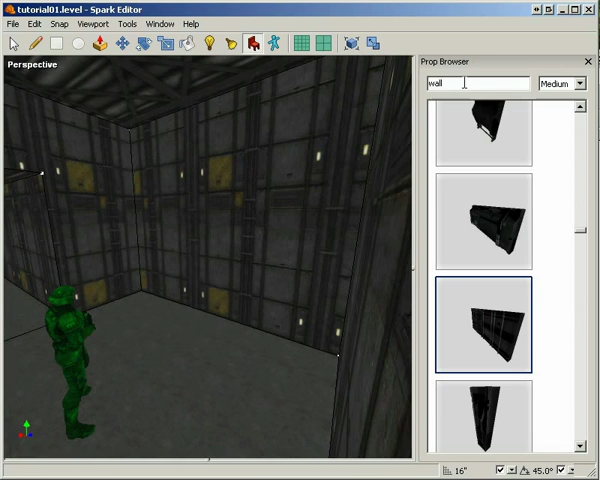 tutorial01.level - Spark Editor
File Edit Snap Viewport Tools Window Help
Perspective
Prop Browser
wall
Medium
16"
45.0°